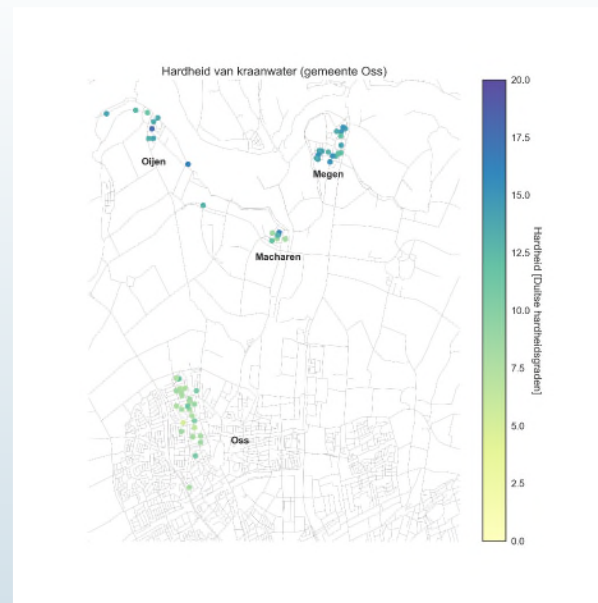 Hardheid van kraanwater (gemeente Oss)
Oijen
Megen
Macharen
Oss
20.0
17.5
15.0
12.5
10.0
7.5
5.0
2.5
0.0
Hardheid [Duitse hardheidsgraden]